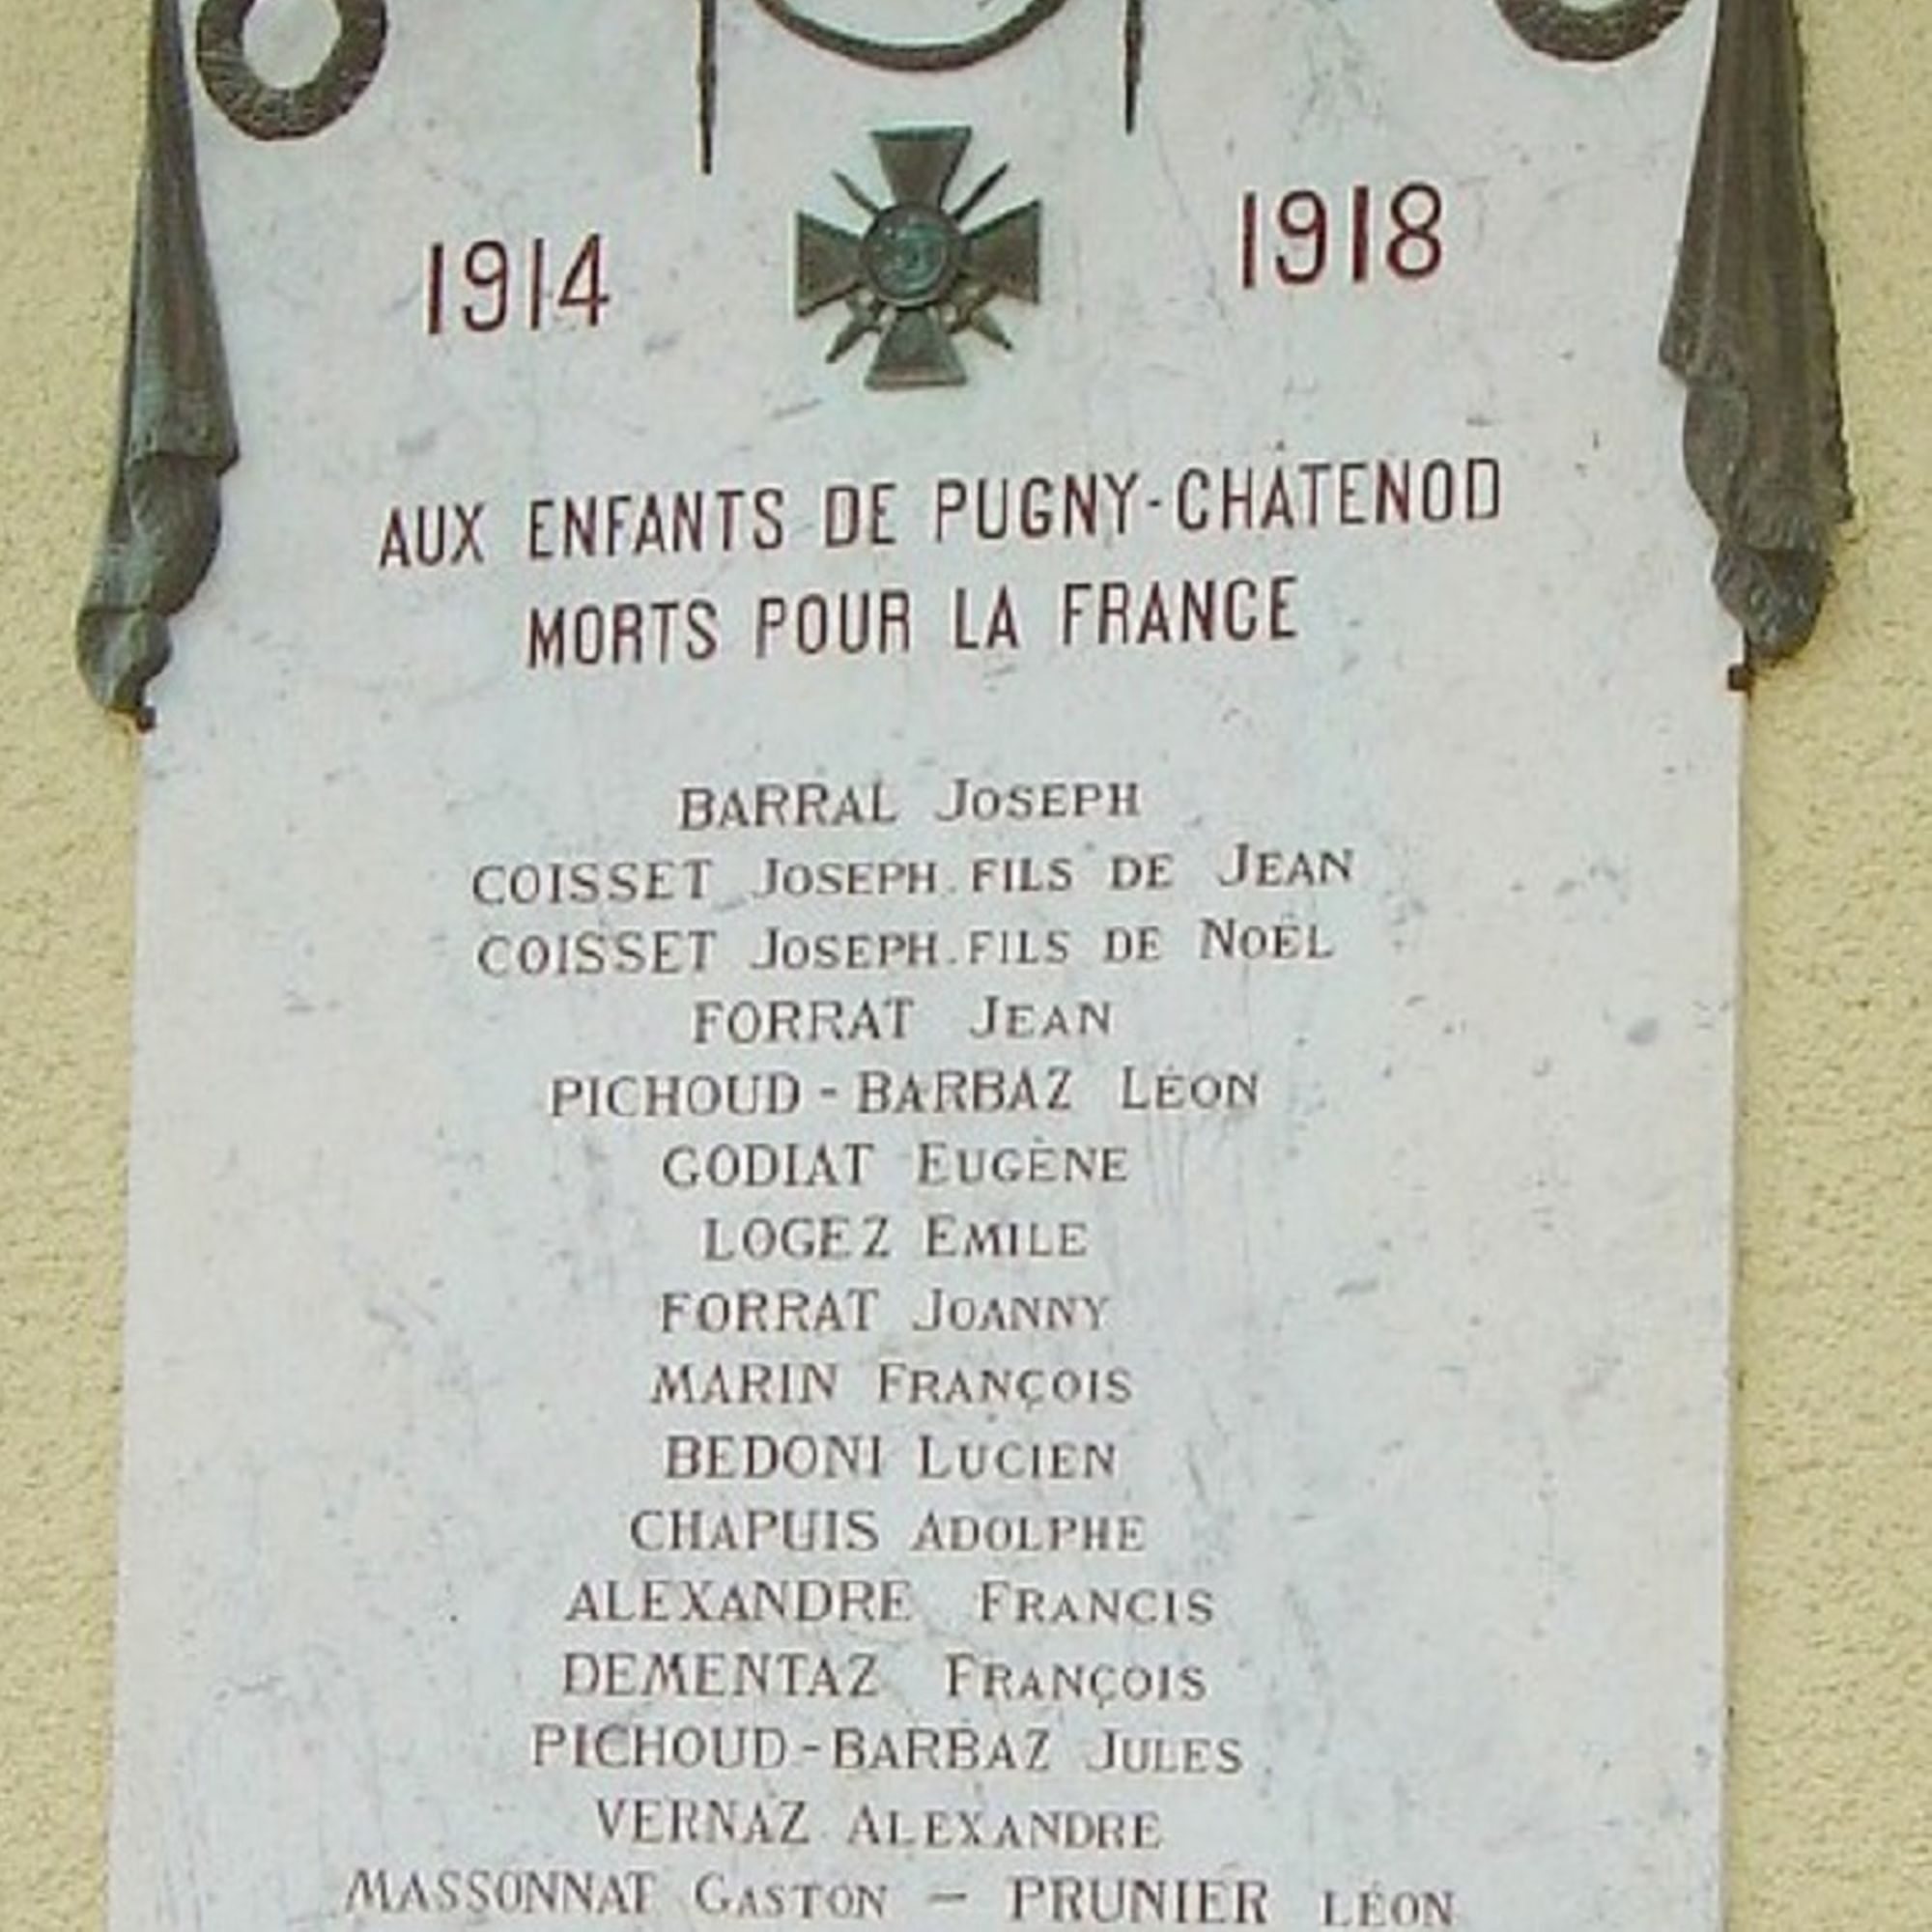 1914 1918
AUX ENFANTS DE PUGNY-CHATENOD
MORTS POUR LA FRANCE
BARRAL JOSEPH
COISSET JOSEPH. FILS DE JEAN
COISSET JOSEPH. FILS DE NOËL
FORRAT JEAN
PICHOUD - BARBAZ LÉON
GODIAT EUGÈNE
LOGEZ EMILE
FORRAT JOANNY
MARIN FRANÇOIS
BEDONI LUCIEN
CHAPUIS ADOLPHE
ALEXANDRE FRANCIS
DEMENTAZ FRANÇOIS
PICHOUD - BARBAZ JULES
VERNAZ ALEXANDRE
MASSONNAT GASTON — PRUNIER LÉON